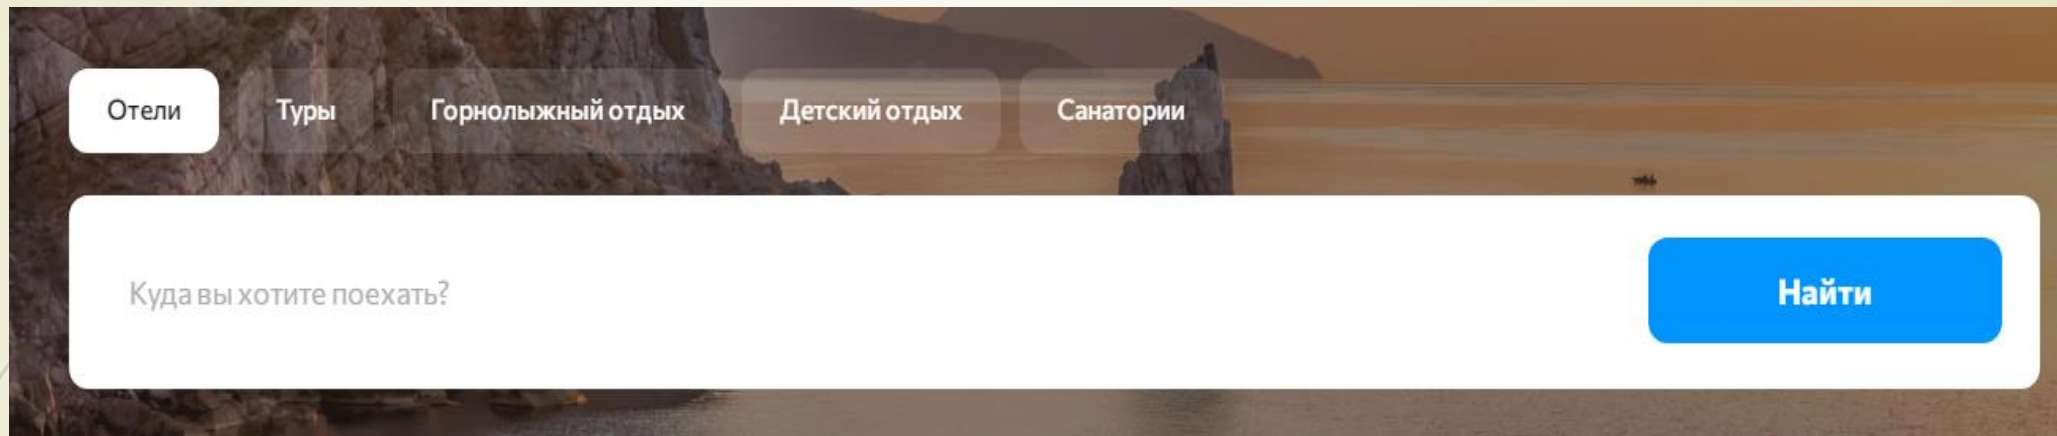 Отели Туры Горнолыжный отдых Детский отдых Санатории
Куда вы хотите поехать? Найти